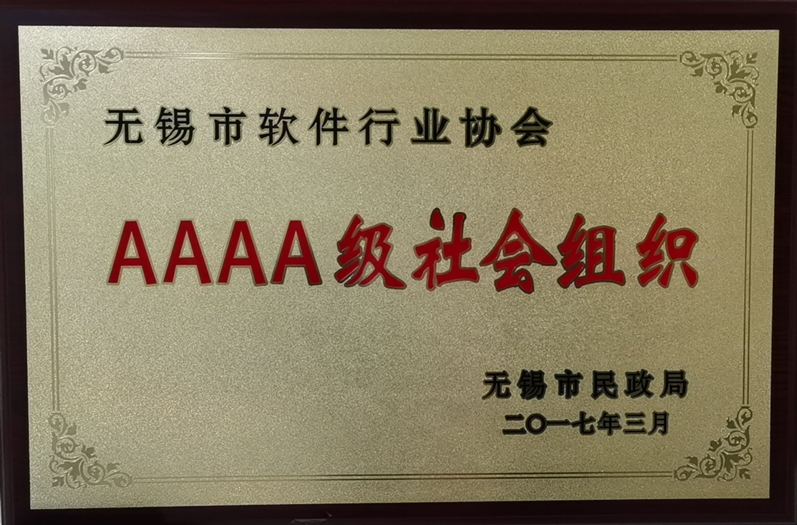 无锡市软件行业协会
AAAA级社会组织
无锡市民政局
二〇一七年三月